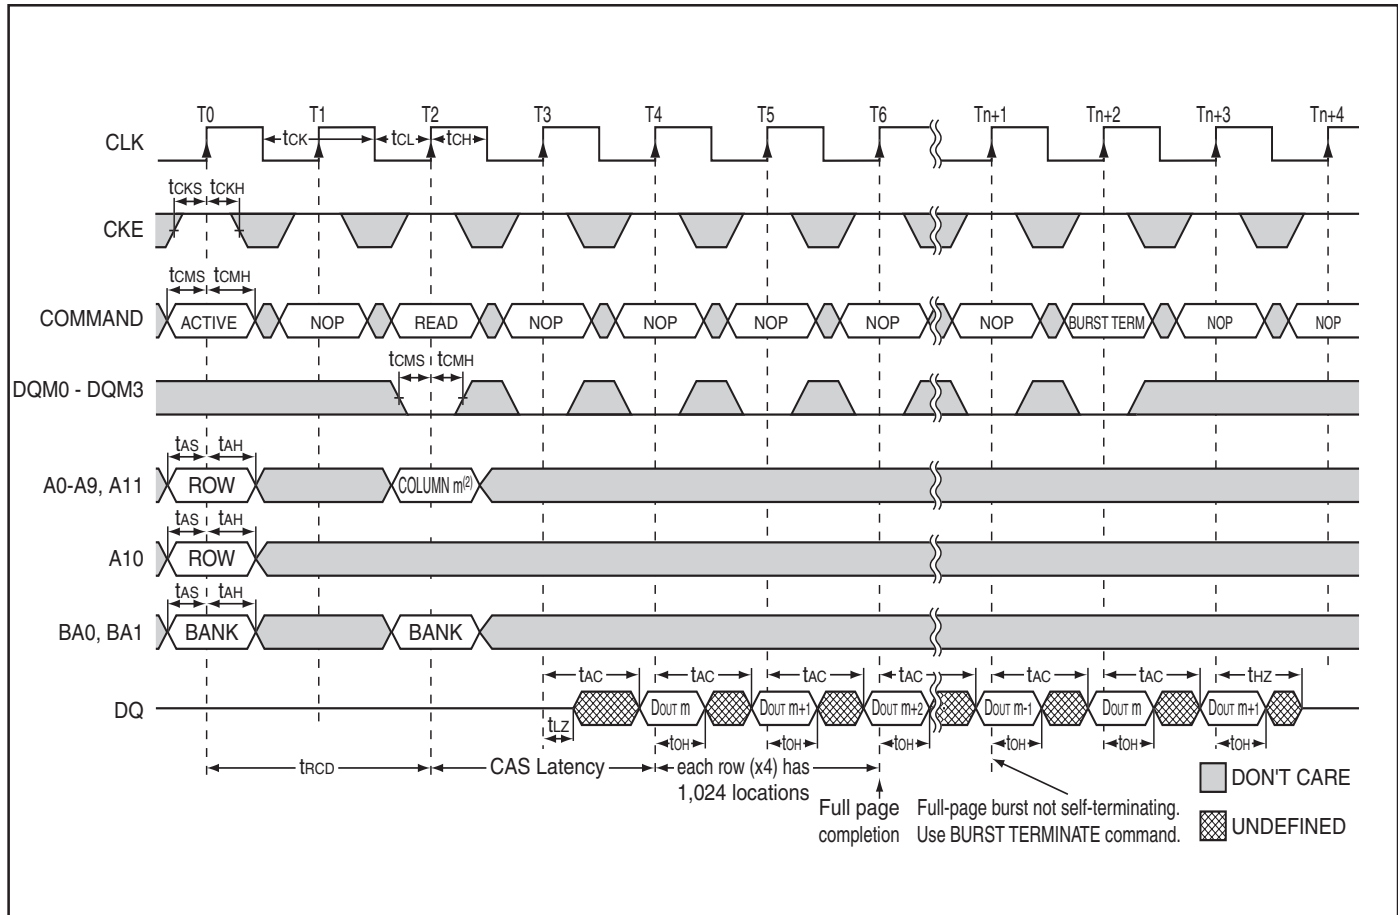 T0 T1 T2 T3 T4 T5 T6 Tn+1 Tn+2 Tn+3 Tn+4
CLK tCK tCL tCH
tCKS tCKH
CKE
tCMS tCMH
COMMAND ACTIVE NOP READ NOP NOP NOP NOP NOP BURST TERM NOP NOP
tCMS tCMH
DQM0 - DQM3
tAS tAH
A0-A9, A11 ROW COLUMN m(2)
tAS tAH
A10 ROW
tAS tAH
BA0, BA1 BANK BANK
tAC tAC tAC tAC tAC tAC tHZ
DQ DOUT m DOUT m+1 DOUT m+2 DOUT m-1 DOUT m DOUT m+1
tLZ tOH tOH tOH tOH tOH tOH
tRCD CAS Latency each row (x4) has
1,024 locations
Full page
completion
Full-page burst not self-terminating.
Use BURST TERMINATE command.
DON'T CARE
UNDEFINED